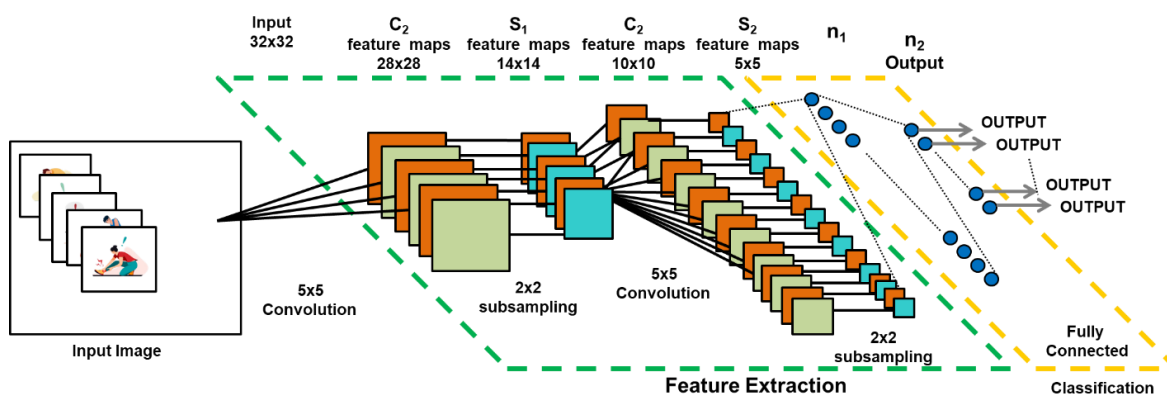 Input
32x32
C2
feature maps
28x28
S1
feature maps
14x14
C2
feature maps
10x10
S2
feature maps
5x5
n1
n2
Output
OUTPUT
OUTPUT
OUTPUT
OUTPUT
5x5
Convolution
2x2
subsampling
5x5
Convolution
2x2
subsampling
Fully
Connected
Input Image
Feature Extraction
Classification